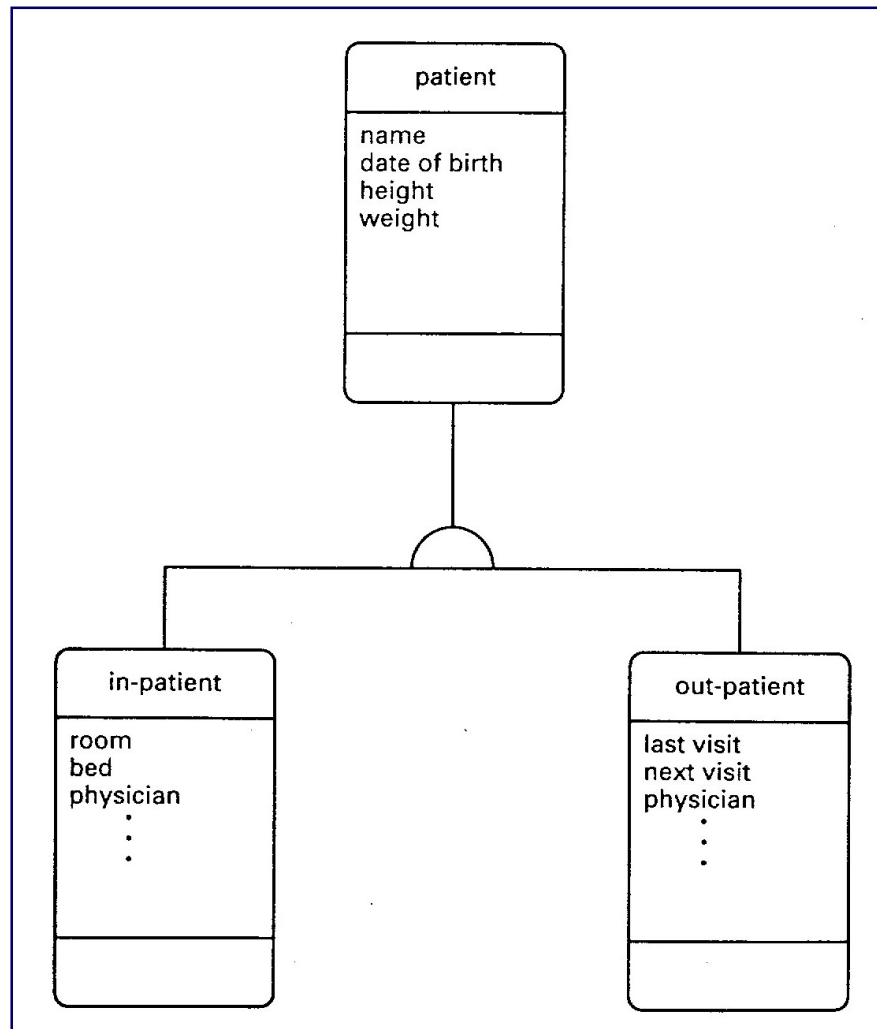 patient
name
date of birth
height
weight
in-patient
room
bed
physician
out-patient
last visit
next visit
physician